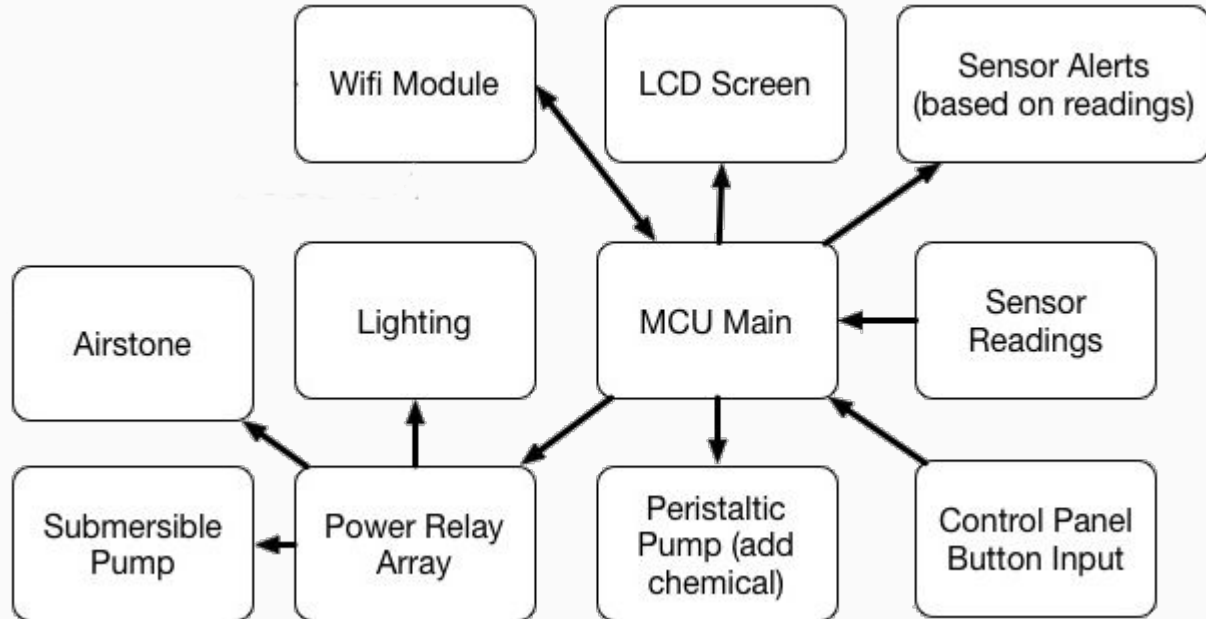 Wifi Module
LCD Screen
Sensor Alerts
(based on readings)
Airstone
Lighting
MCU Main
Sensor
Readings
Submersible
Pump
Power Relay
Array
Peristaltic
Pump (add
chemical)
Control Panel
Button Input